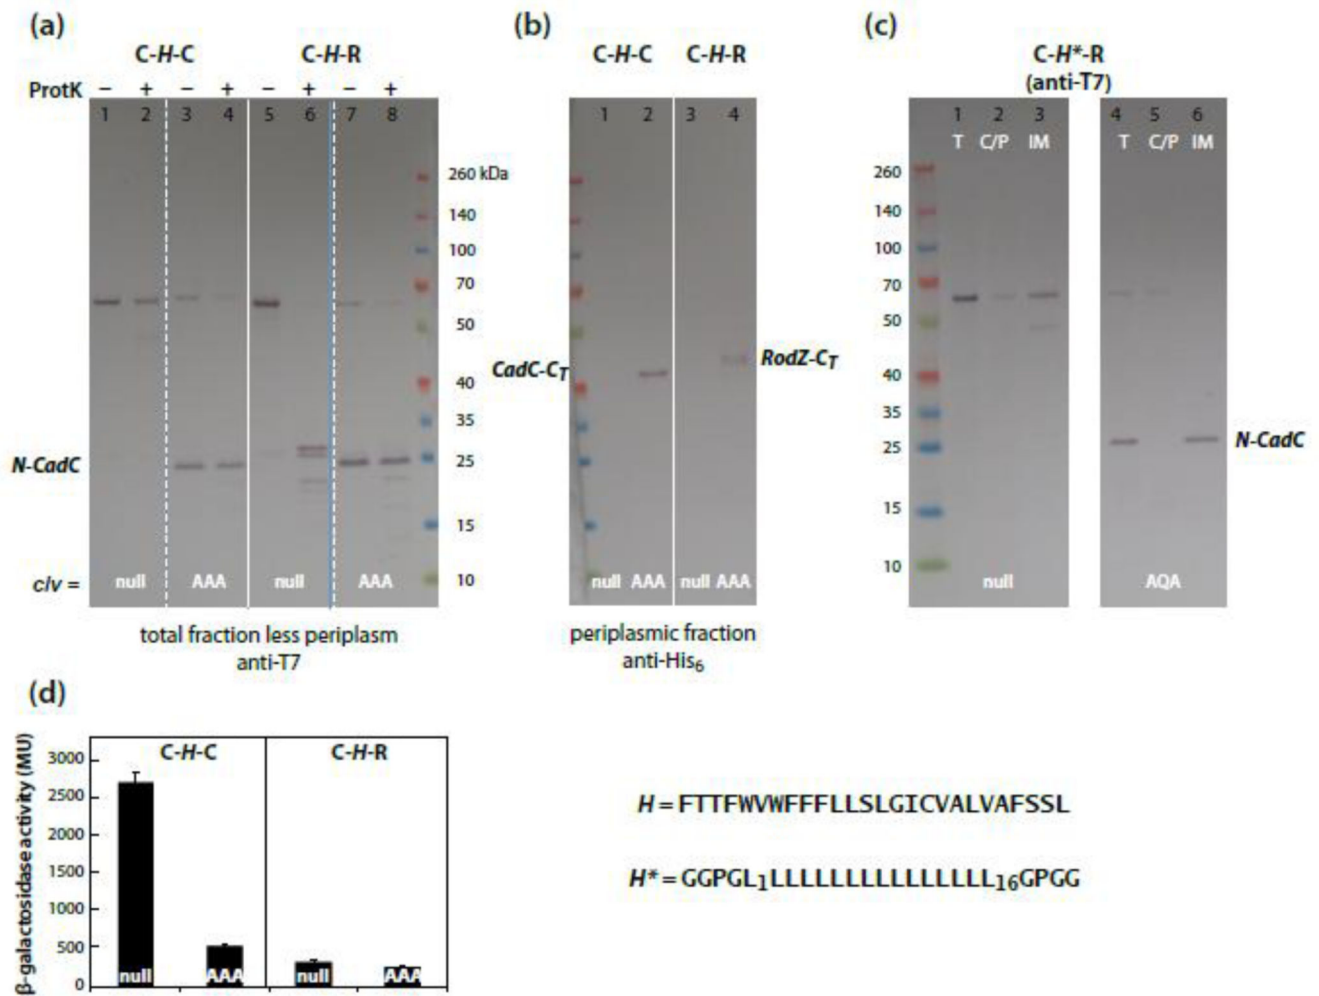 (a)
C-H-C C-H-R
ProtK − + − + − + − +
1 2 3 4 5 6 7 8
260 kDa
140
100
70
50
40
35
25
15
10
N-CadC
c/v = null AAA null AAA
total fraction less periplasm
anti-T7
(b)
C-H-C C-H-R
1 2 3 4
CadC-CT
RodZ-CT
null AAA null AAA
periplasmic fraction
anti-His6
(c)
C-H*-R
(anti-T7)
1 2 3 4 5 6
T C/P IM T C/P IM
260
140
100
70
50
40
35
25
15
10
N-CadC
null AQA
(d)
β-galactosidase activity (MU)
3000
2500
2000
1500
1000
500
0
C-H-C C-H-R
null AAA null AAA
H = FTTFWVWFFFLLSLGICVALVAFSSL
H* = GGPGL1LLLLLLLLLLLLLLL16GPGG